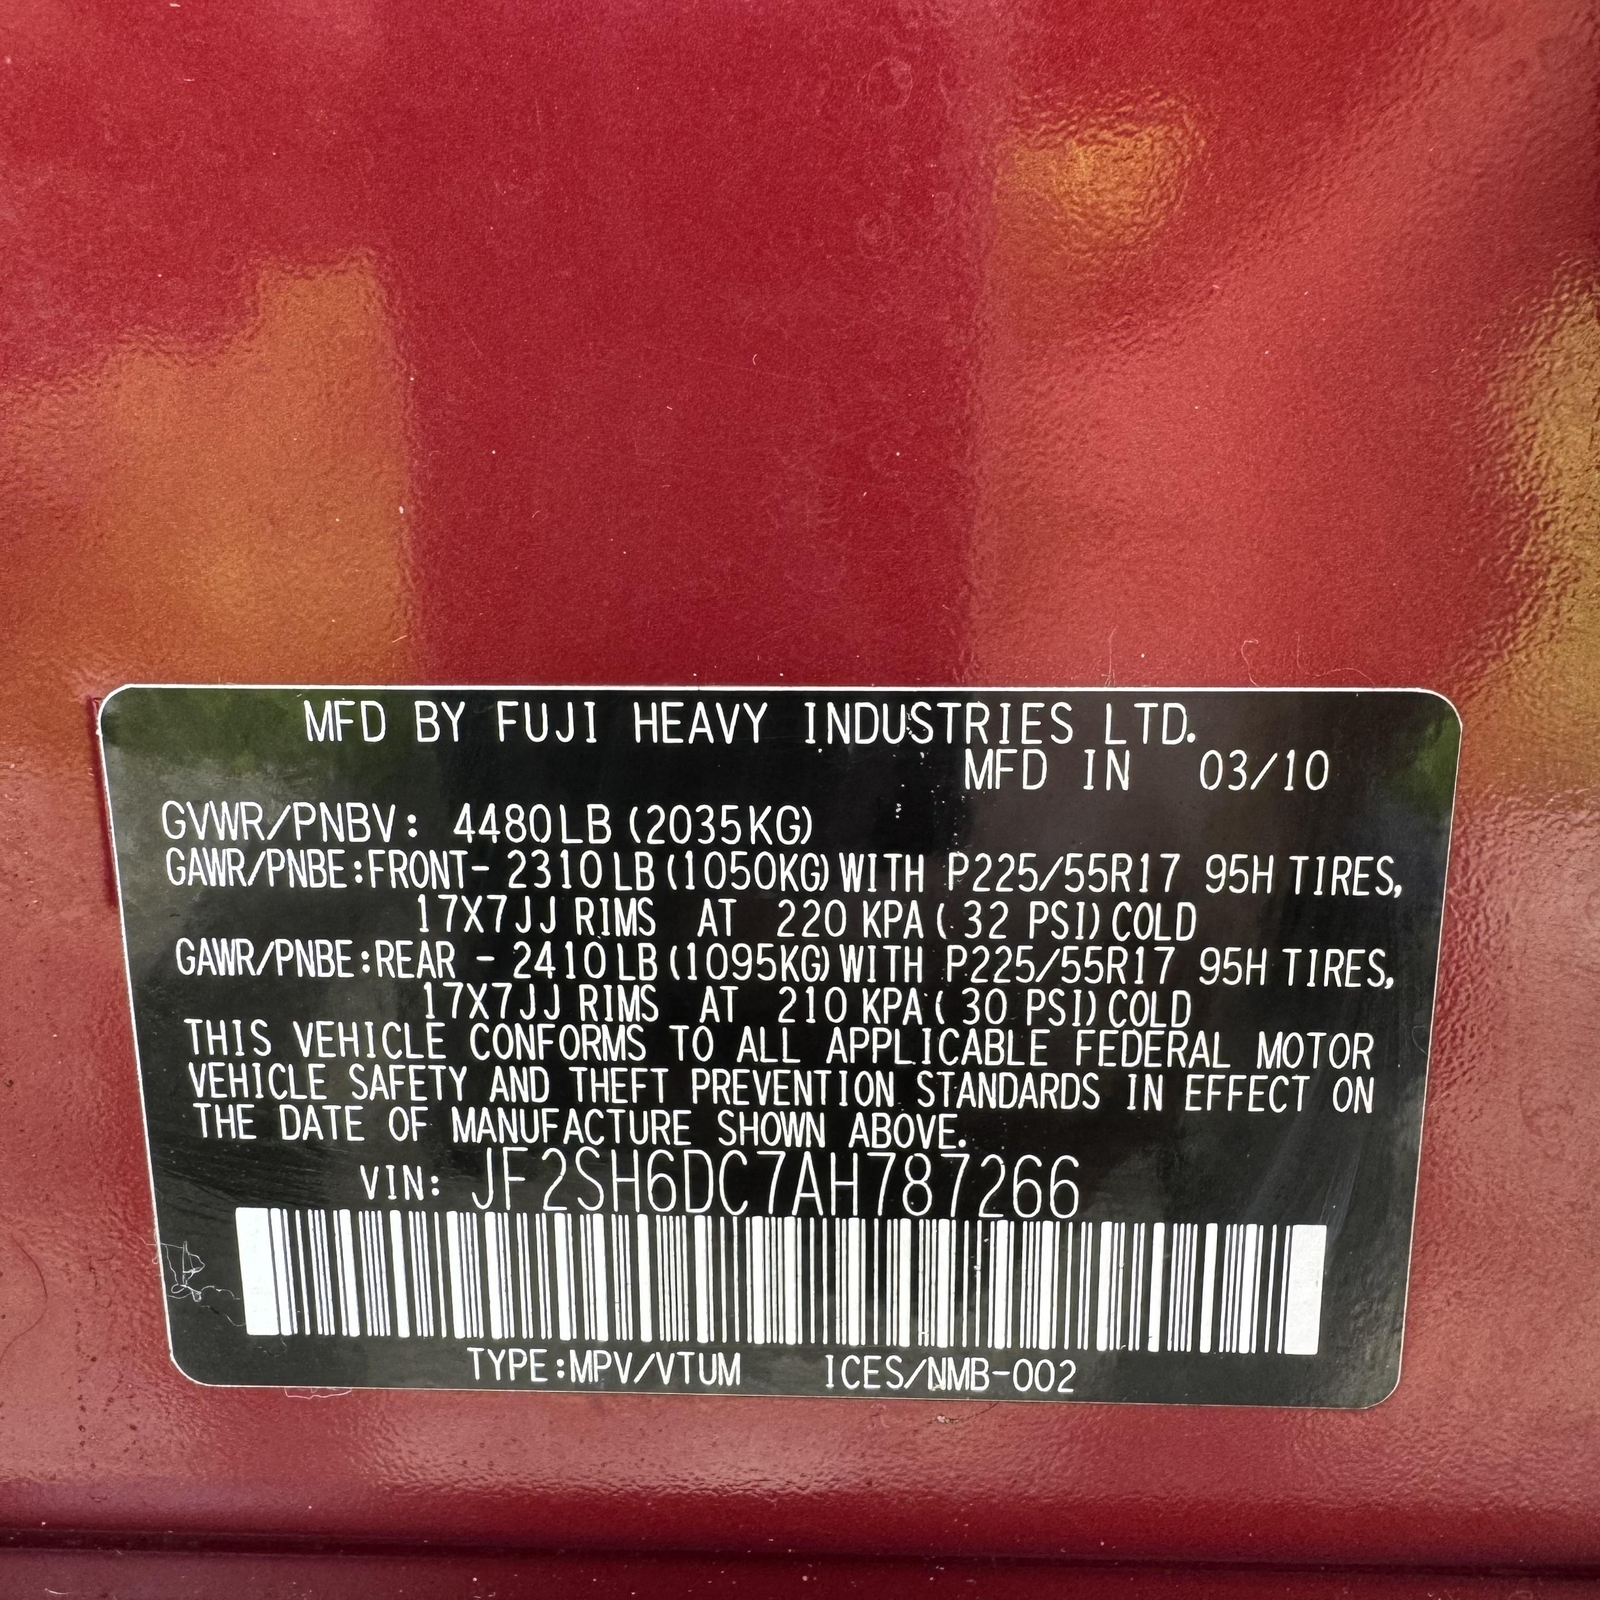 MFD BY FUJI HEAVY INDUSTRIES LTD.
MFD IN 03/10
GVWR/PNBV: 4480LB (2035KG)
GAWR/PNBE:FRONT- 2310LB (1050KG) WITH P225/55R17 95H TIRES,
17X7JJ RIMS AT 220 KPA ( 32 PSI) COLD
GAWR/PNBE:REAR - 2410LB (1095KG) WITH P225/55R17 95H TIRES,
17X7JJ RIMS AT 210 KPA ( 30 PSI) COLD
THIS VEHICLE CONFORMS TO ALL APPLICABLE FEDERAL MOTOR
VEHICLE SAFETY AND THEFT PREVENTION STANDARDS IN EFFECT ON
THE DATE OF MANUFACTURE SHOWN ABOVE.
VIN: JF2SH6DC7AH787266
TYPE:MPV/VTUM ICES/NMB-002